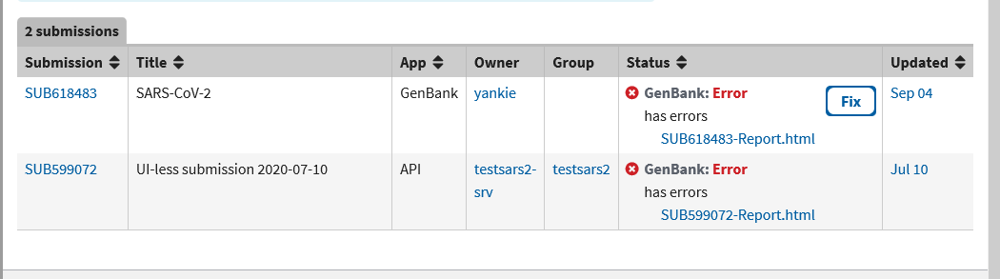 2 submissions
Submission Title App Owner Group Status Updated
SUB618483 SARS-CoV-2 GenBank yankie GenBank: Error Fix Sep 04
has errors
SUB618483-Report.html
SUB599072 UI-less submission 2020-07-10 API testsars2- testsars2 GenBank: Error Jul 10
srv has errors
SUB599072-Report.html